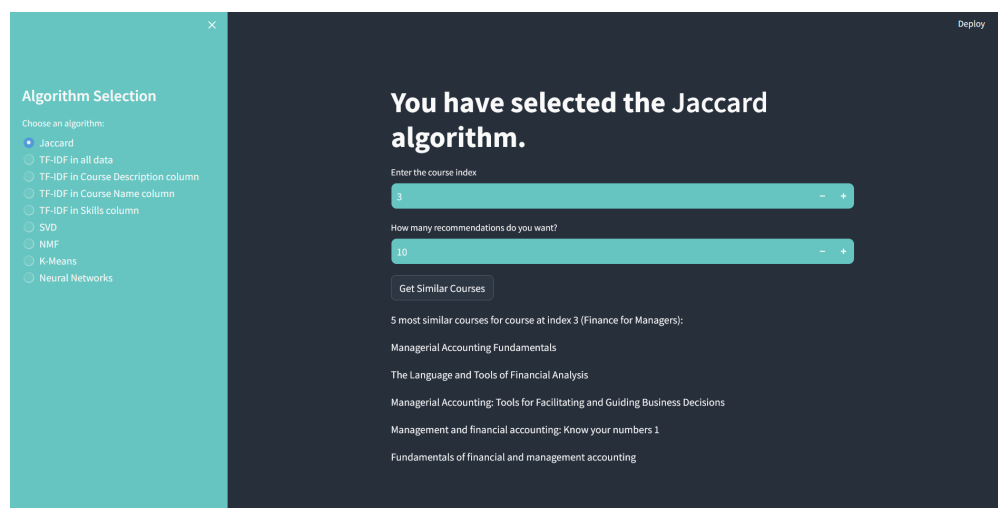 Deploy
Algorithm Selection
Choose an algorithm:
Jaccard
TF-IDF in all data
TF-IDF in Course Description column
TF-IDF in Course Name column
TF-IDF in Skills column
SVD
NMF
K-Means
Neural Networks
You have selected the Jaccard
algorithm.
Enter the course index
3
How many recommendations do you want?
10
Get Similar Courses
5 most similar courses for course at index 3 (Finance for Managers):
Managerial Accounting Fundamentals
The Language and Tools of Financial Analysis
Managerial Accounting: Tools for Facilitating and Guiding Business Decisions
Management and financial accounting: Know your numbers 1
Fundamentals of financial and management accounting